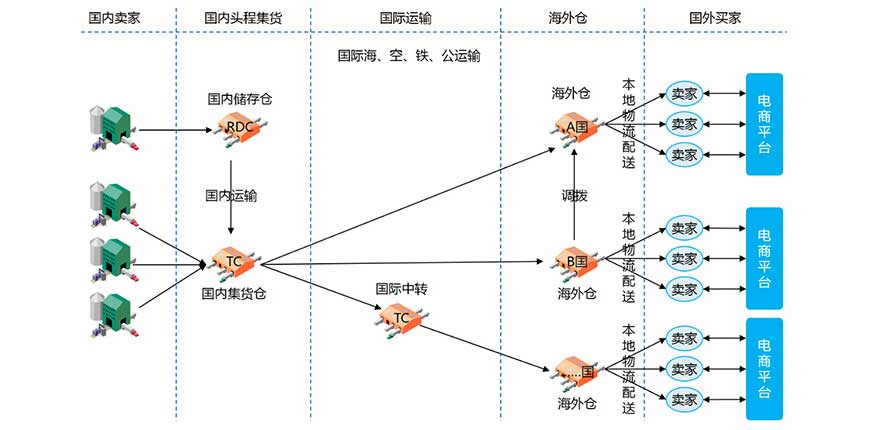 国内卖家
国内头程集货
国际运输
海外仓
国外买家
国际海、空、铁、公运输
国内储存仓
RDC
国内运输
TC
国内集货仓
国际中转
TC
海外仓
A国
调拨
B国
海外仓
……国
海外仓
本地物流配送
卖家
卖家
卖家
电商平台
本地物流配送
卖家
卖家
卖家
电商平台
本地物流配送
卖家
卖家
卖家
电商平台